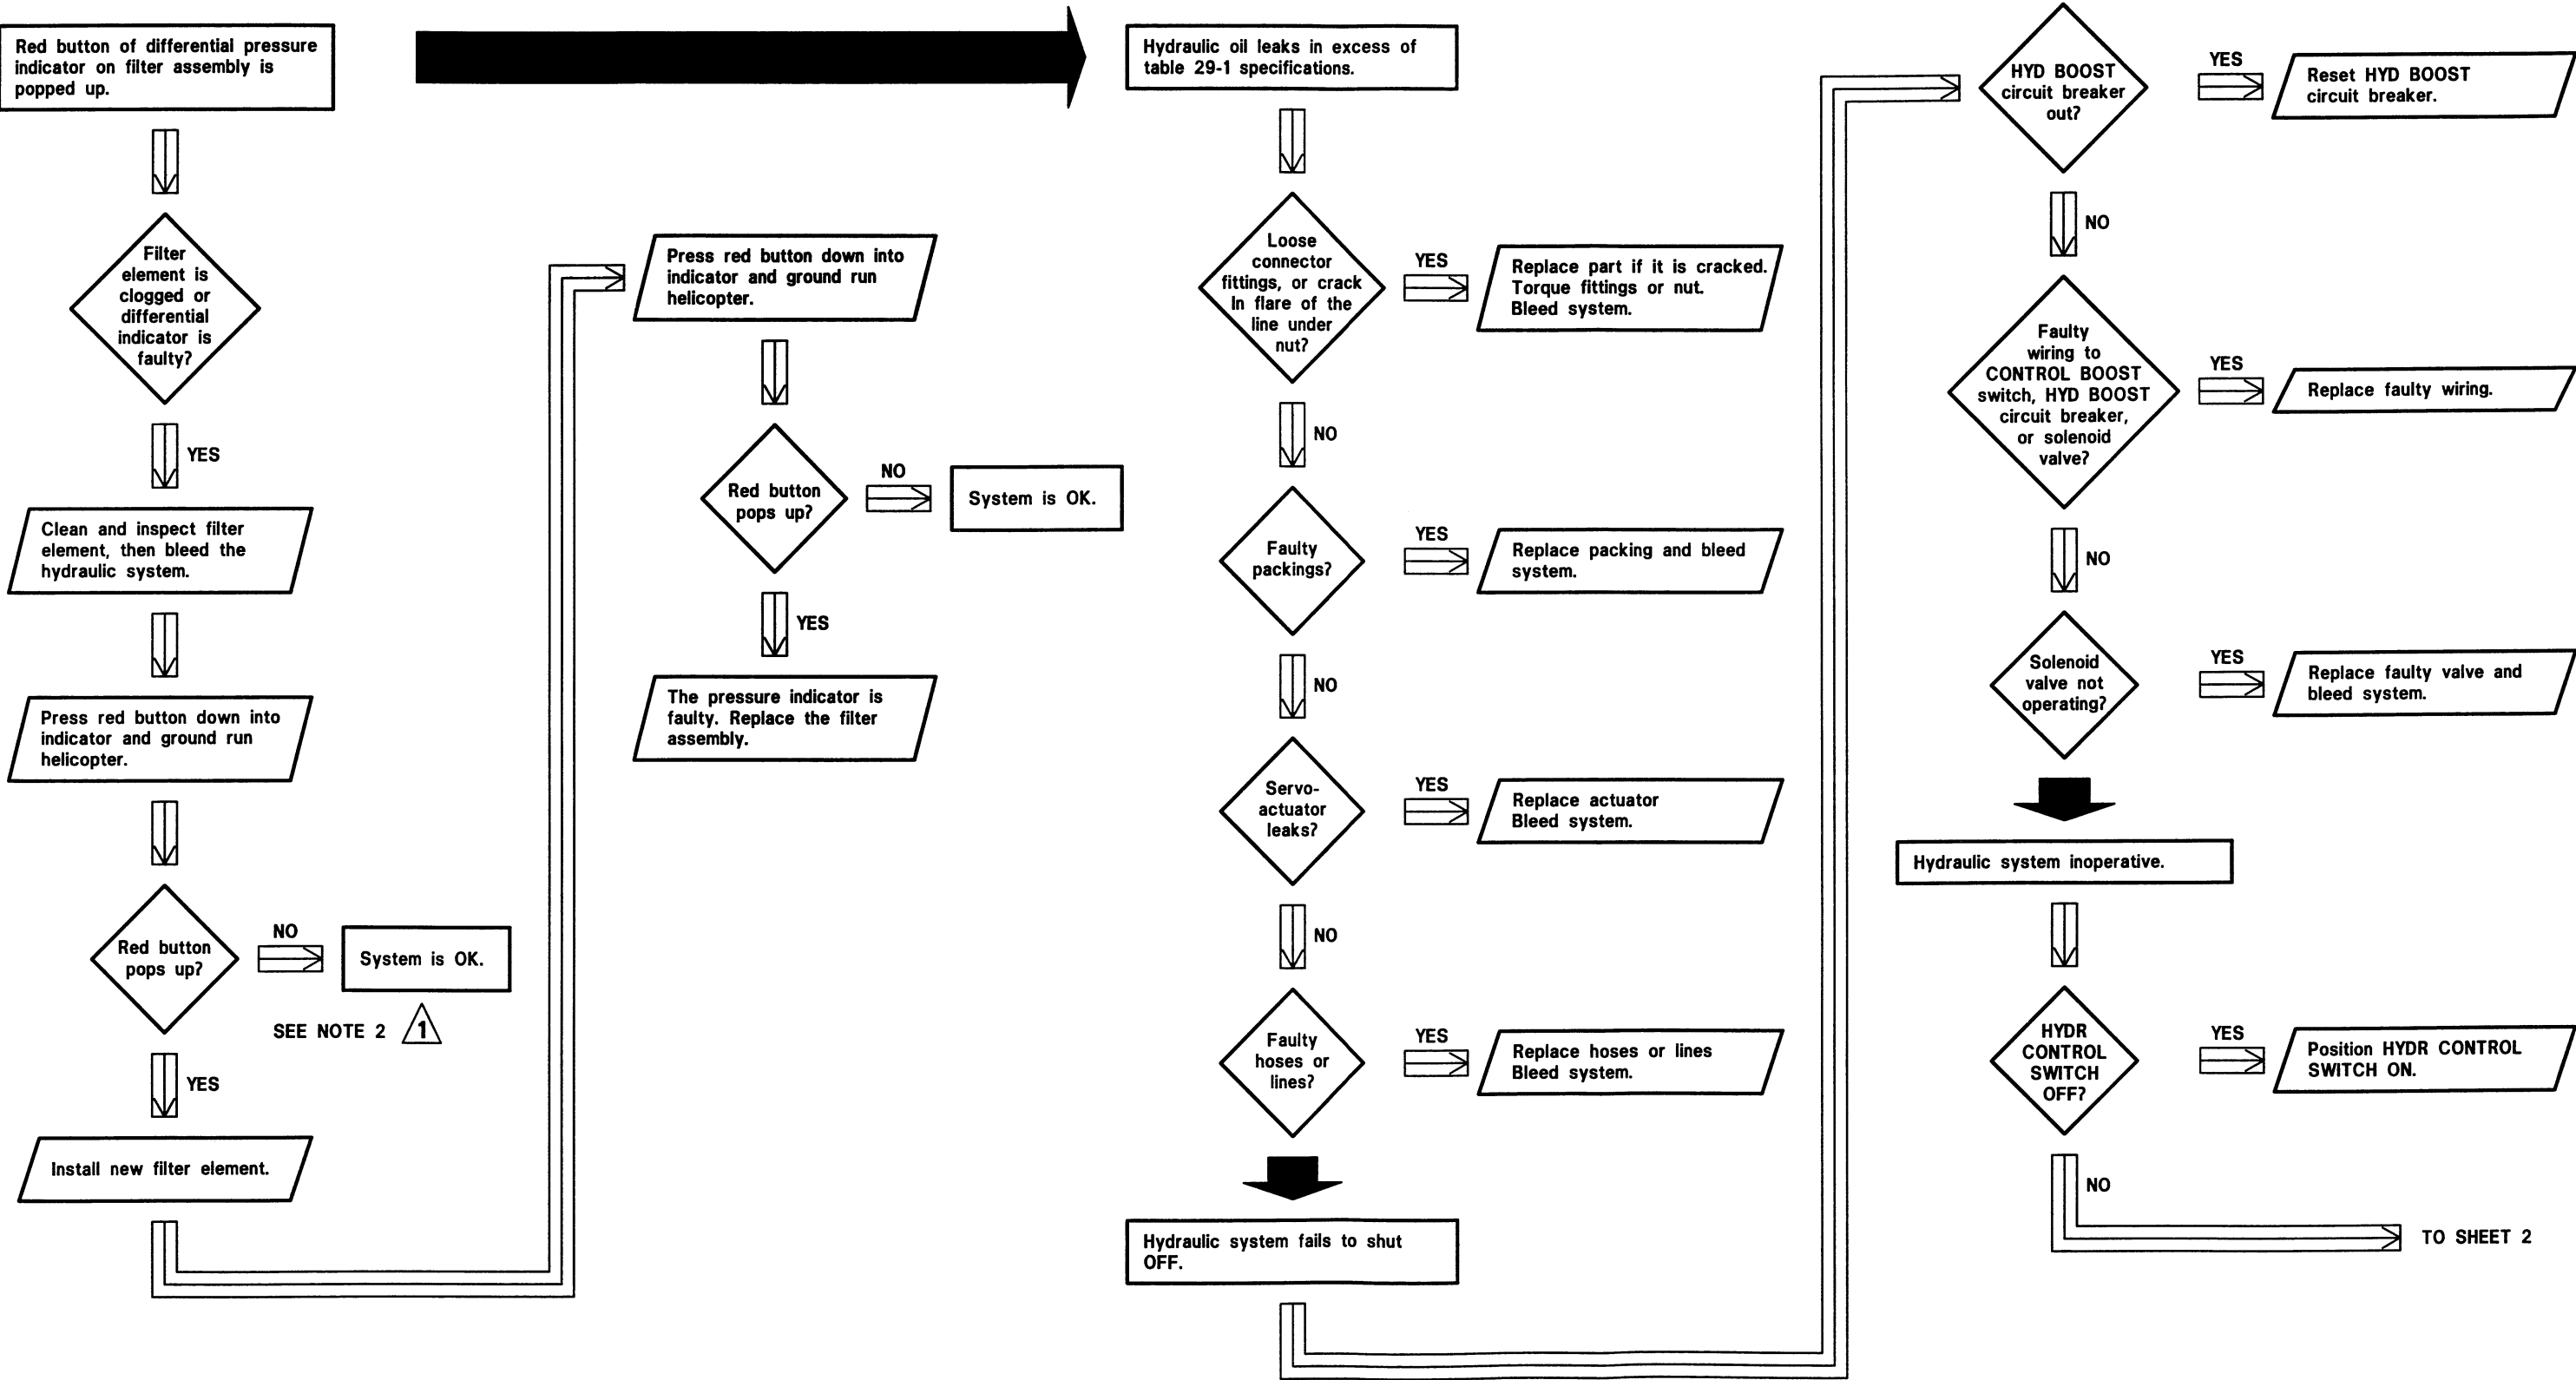 Red button of differential pressure
indicator on filter assembly is
popped up.
Filter
element is
clogged or
differential
indicator is
faulty?
YES
Clean and inspect filter
element, then bleed the
hydraulic system.
Press red button down into
indicator and ground run
helicopter.
Red button
pops up?
NO
System is OK.
SEE NOTE 2
1
YES
Install new filter element.
Press red button down into
indicator and ground run
helicopter.
Red button
pops up?
NO
System is OK.
YES
The pressure indicator is
faulty. Replace the filter
assembly.
Hydraulic oil leaks in excess of
table 29-1 specifications.
Loose
connector
fittings, or crack
In flare of the
line under
nut?
YES
Replace part if it is cracked.
Torque fittings or nut.
Bleed system.
NO
Faulty
packings?
YES
Replace packing and bleed
system.
NO
Servo-
actuator
leaks?
YES
Replace actuator
Bleed system.
NO
Faulty
hoses or
lines?
YES
Replace hoses or lines
Bleed system.
Hydraulic system fails to shut
OFF.
HYD BOOST
circuit breaker
out?
YES
Reset HYD BOOST
circuit breaker.
NO
Faulty
wiring to
CONTROL BOOST
switch, HYD BOOST
circuit breaker,
or solenoid
valve?
YES
Replace faulty wiring.
NO
Solenoid
valve not
operating?
YES
Replace faulty valve and
bleed system.
Hydraulic system inoperative.
HYDR
CONTROL
SWITCH
OFF?
YES
Position HYDR CONTROL
SWITCH ON.
NO
TO SHEET 2